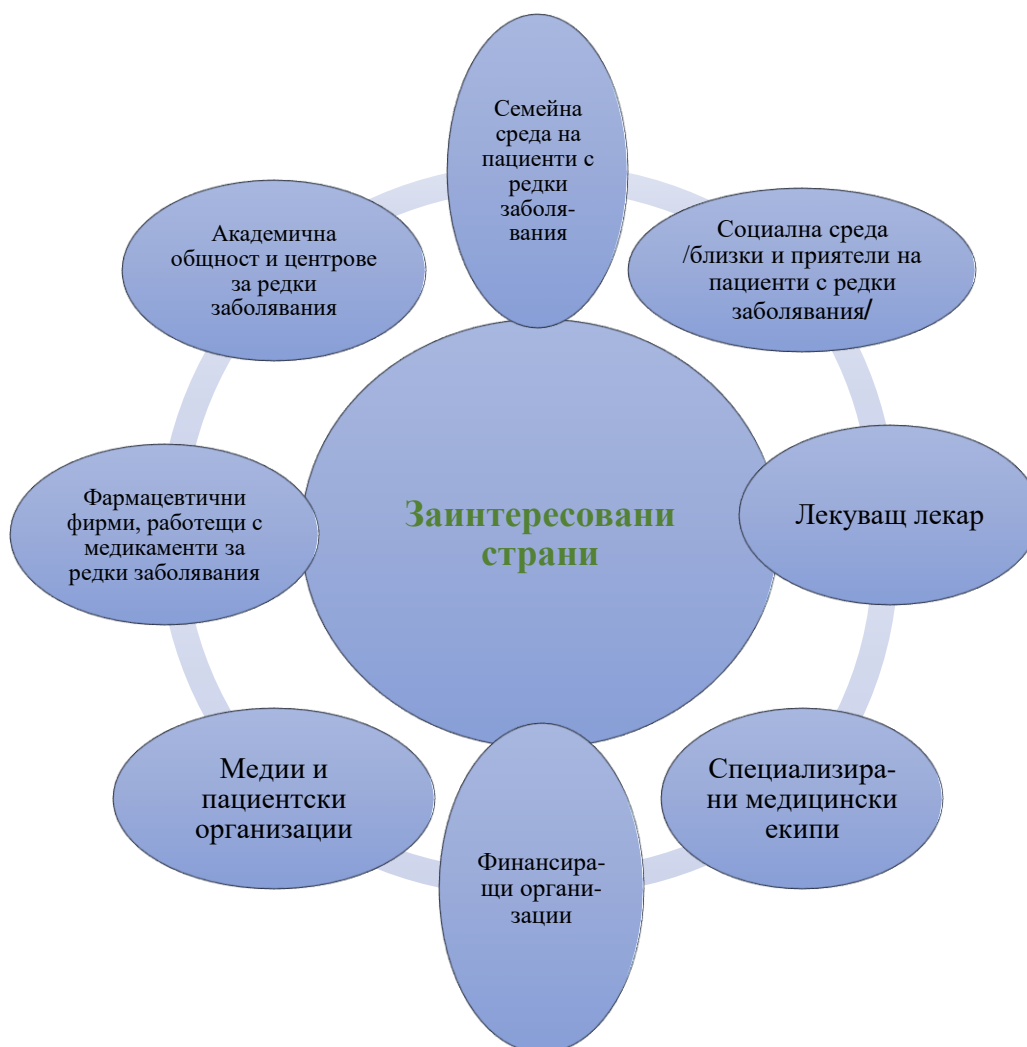 Семейна
среда на
пациенти с
редки
заболя-
вания
Социална среда
/близки и приятели на
пациенти с редки
заболявания/
Лекуващ лекар
Специализира-
ни медицински
екипи
Финансира-
щи органи-
зации
Медии и
пациентски
организации
Фармацевтични
фирми, работещи с
медикаменти за
редки заболявания
Академична
общност и центрове
за редки
заболявания
Заинтересовани
страни